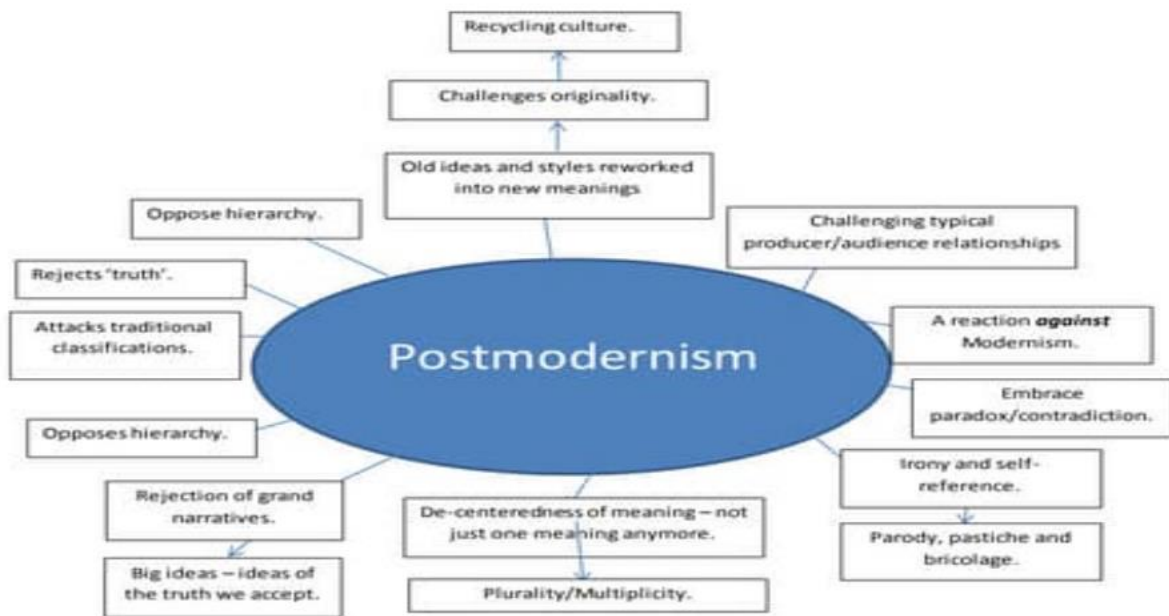 Recycling culture.
Challenges originality.
Old ideas and styles reworked
into new meanings
Oppose hierarchy.
Challenging typical
producer/audience relationships
Rejects ‘truth’.
Attacks traditional
classifications.
A reaction against
Modernism.
Postmodernism
Embrace
paradox/contradiction.
Opposes hierarchy.
Irony and self-
reference.
Rejection of grand
narratives.
De-centeredness of meaning – not
just one meaning anymore.
Parody, pastiche and
bricolage.
Big ideas – ideas of
the truth we accept.
Plurality/Multiplicity.